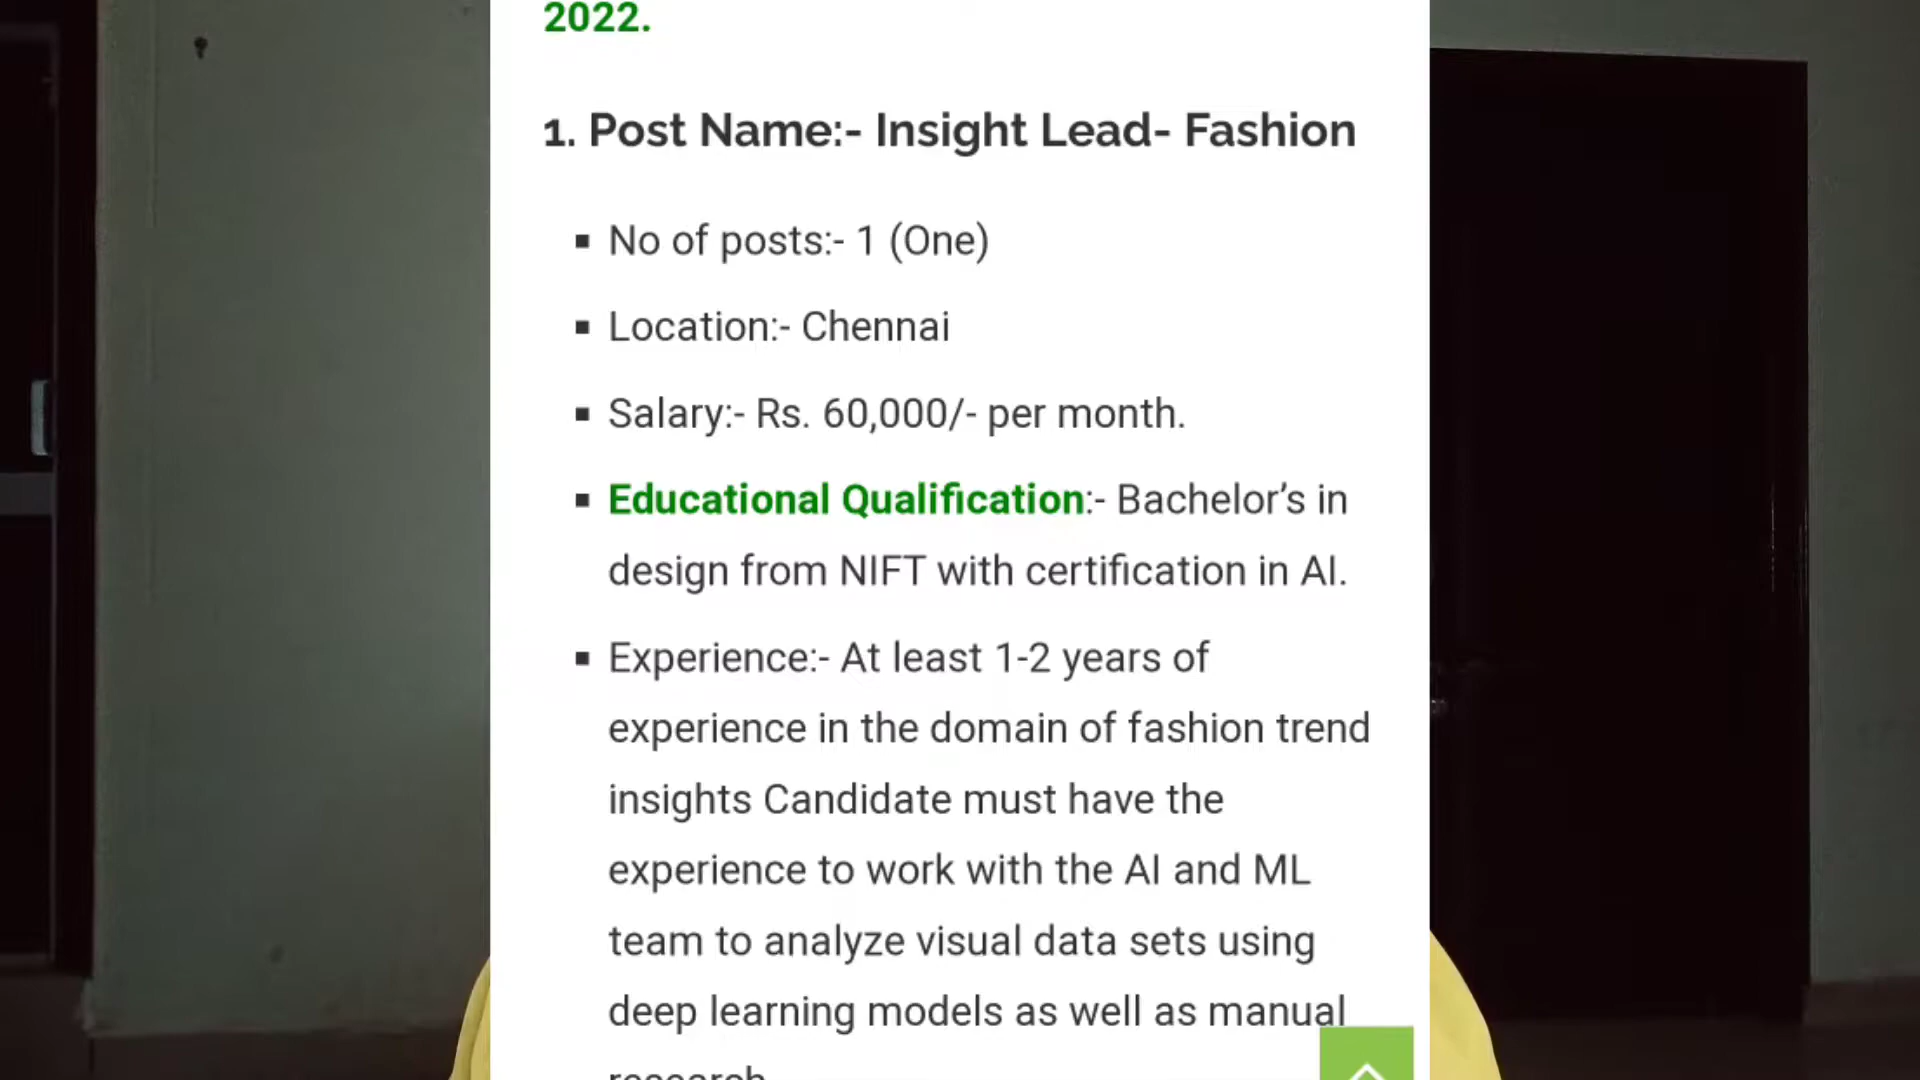 2022.
1. Post Name:- Insight Lead- Fashion
▪ No of posts:- 1 (One)
▪ Location:- Chennai
▪ Salary:- Rs. 60,000/- per month.
▪ Educational Qualification:- Bachelor’s in
design from NIFT with certification in AI.
▪ Experience:- At least 1-2 years of
experience in the domain of fashion trend
insights Candidate must have the
experience to work with the AI and ML
team to analyze visual data sets using
deep learning models as well as manual